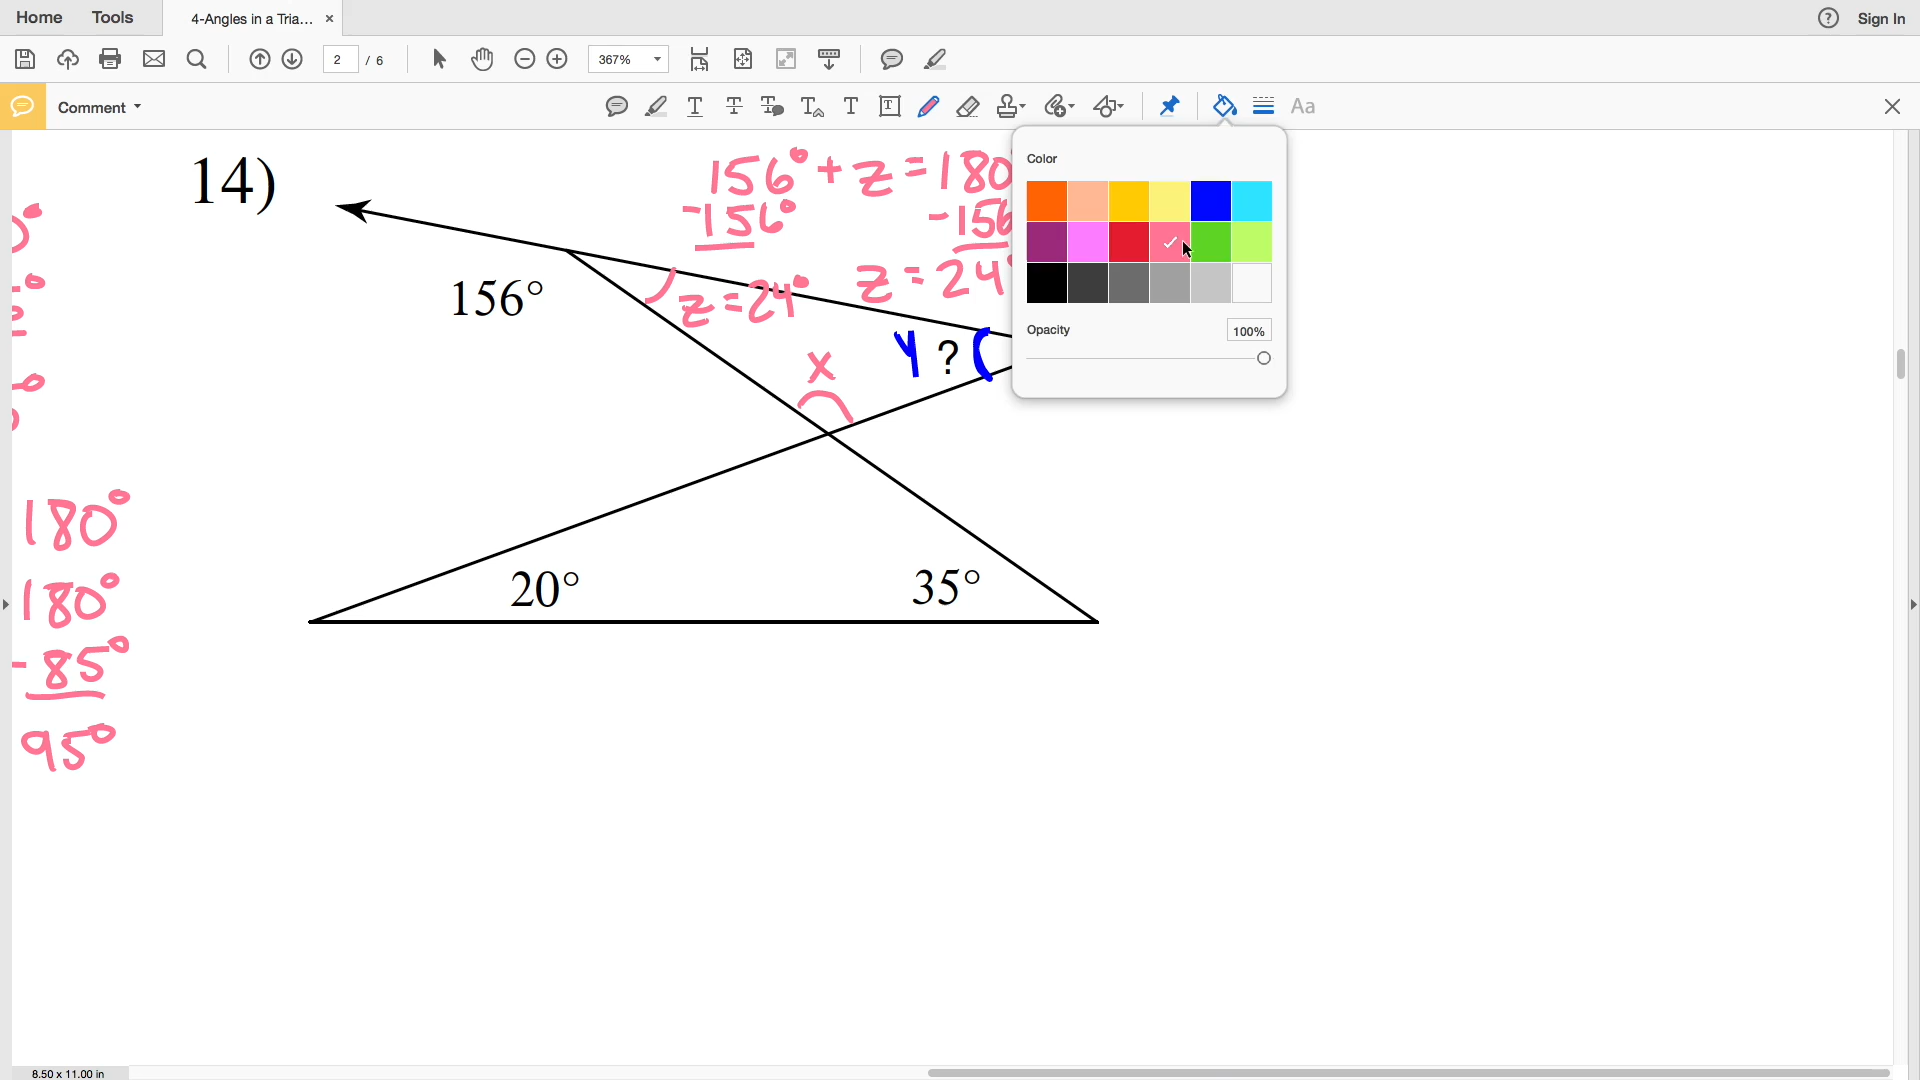 Home Tools 4-Angles in a Tria... × ? Sign In
2 / 6 367%
Comment Aa
Color
Opacity 100%
14)
156° + z = 180
-156° -156
z = 24°
156° z = 24°
x y ?
20° 35°
180°
180°
- 85°
95°
8.50 x 11.00 in